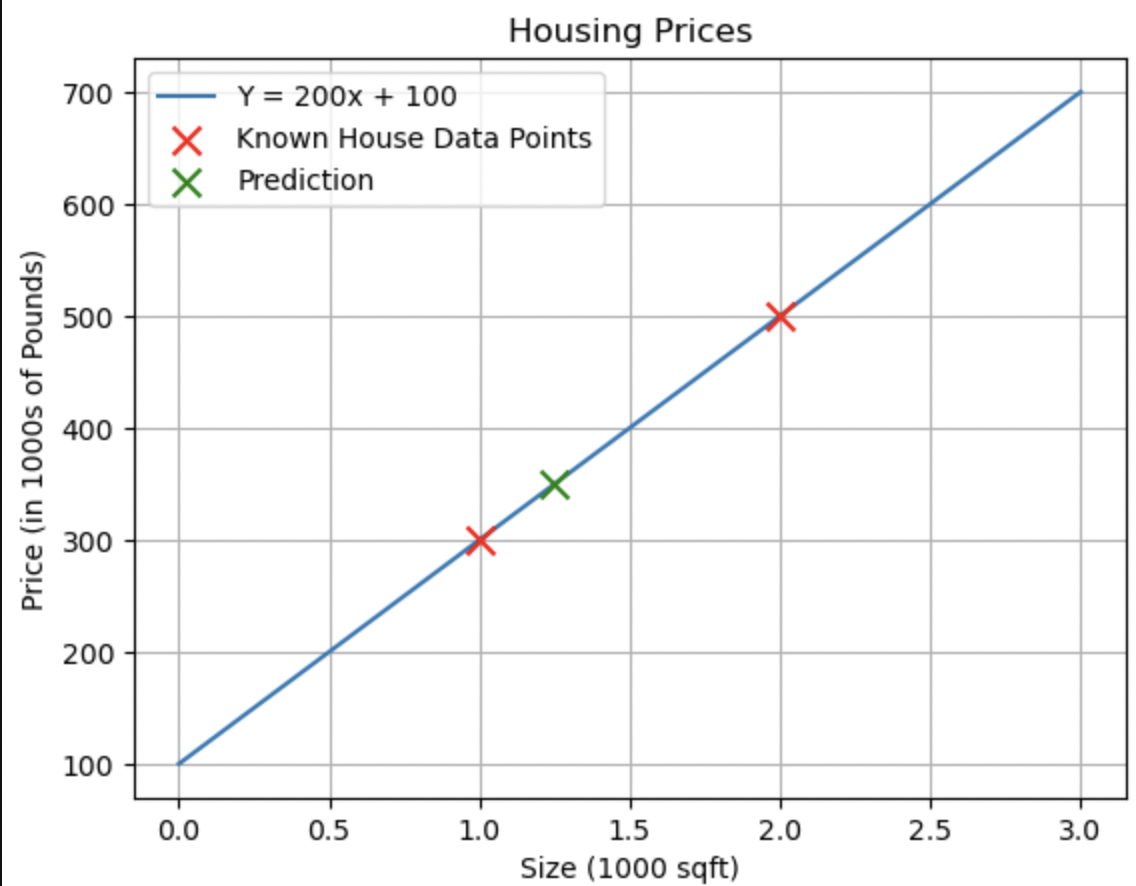 Housing Prices
Y = 200x + 100
Known House Data Points
Prediction
Price (in 1000s of Pounds)
700
600
500
400
300
200
100
0.0 0.5 1.0 1.5 2.0 2.5 3.0
Size (1000 sqft)